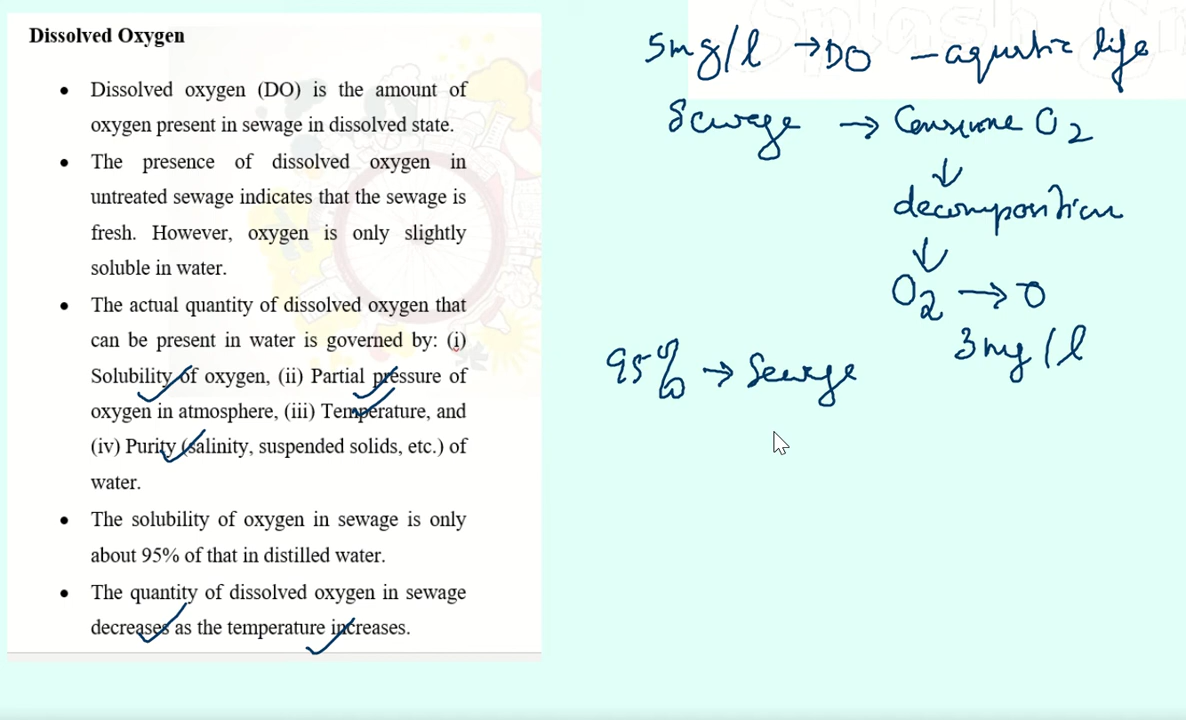 Dissolved Oxygen
• Dissolved oxygen (DO) is the amount of
oxygen present in sewage in dissolved state.
• The presence of dissolved oxygen in
untreated sewage indicates that the sewage is
fresh. However, oxygen is only slightly
soluble in water.
• The actual quantity of dissolved oxygen that
can be present in water is governed by: (i)
Solubility of oxygen, (ii) Partial pressure of
oxygen in atmosphere, (iii) Temperature, and
(iv) Purity (salinity, suspended solids, etc.) of
water.
• The solubility of oxygen in sewage is only
about 95% of that in distilled water.
• The quantity of dissolved oxygen in sewage
decreases as the temperature increases.
5mg/l → DO - aquatic life
Sewage → Consume O2
↓
decomposition
↓
O2 → 0
3mg/l
95% → Sewage